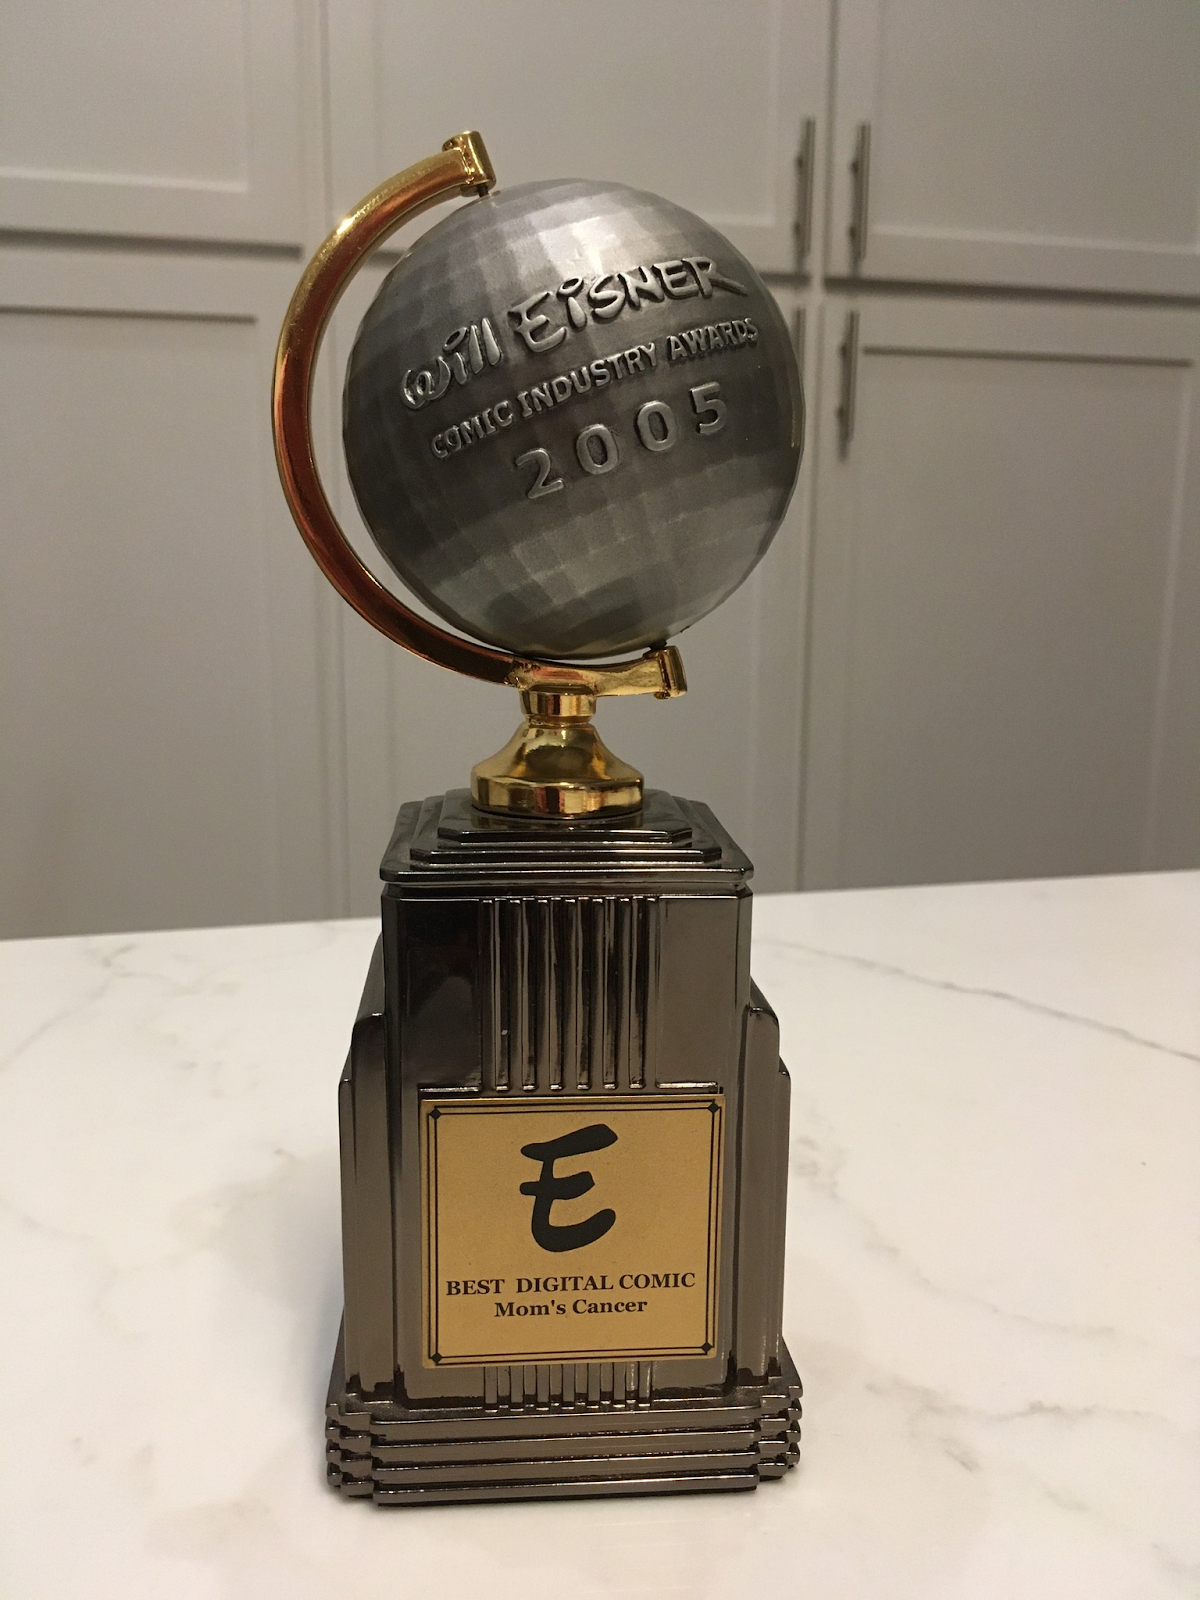 Will EISNER
COMIC INDUSTRY AWARDS
2005
E
BEST DIGITAL COMIC
Mom's Cancer